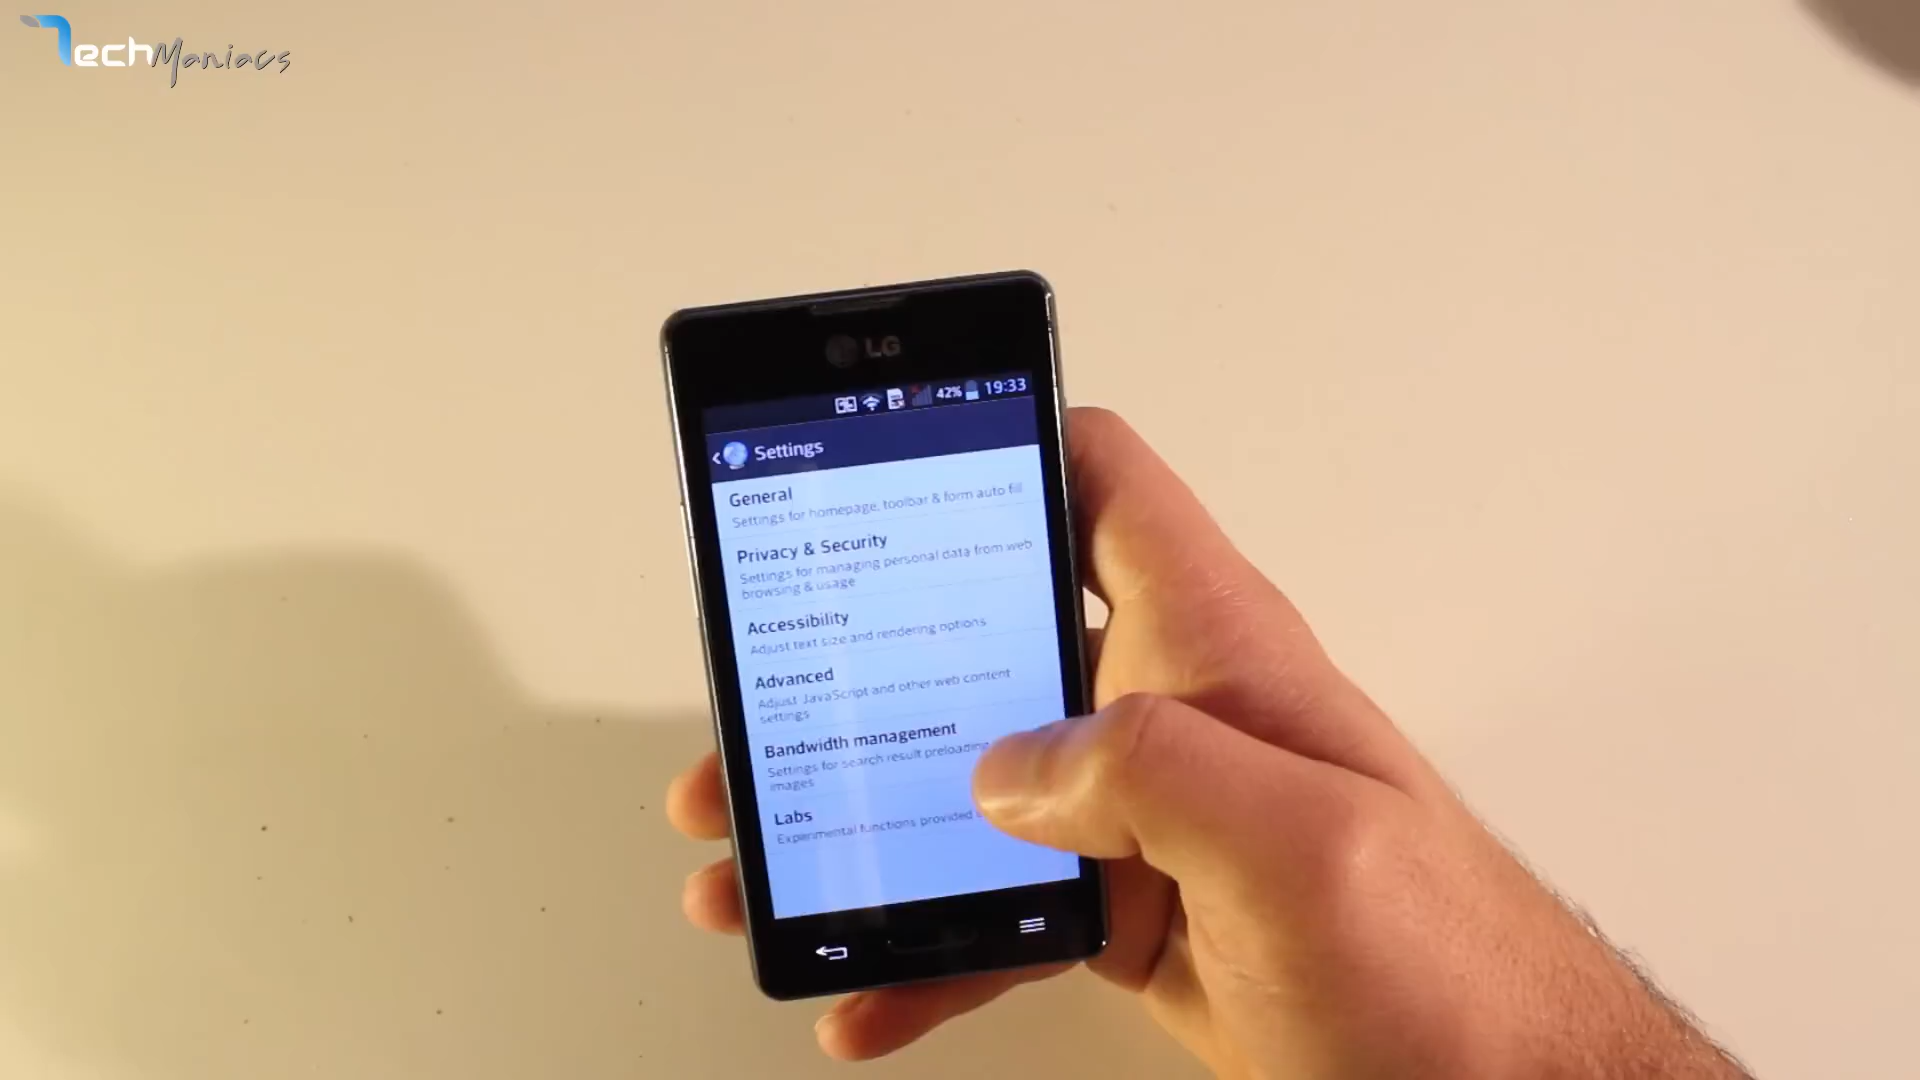 TechManiacs
LG
42% 19:33
Settings
General
Settings for homepage, toolbar & form auto fill
Privacy & Security
Settings for managing personal data from web
browsing & usage
Accessibility
Adjust text size and rendering options
Advanced
Adjust JavaScript and other web content
settings
Bandwidth management
Settings for search result preloading
images
Labs
Experimental functions provided